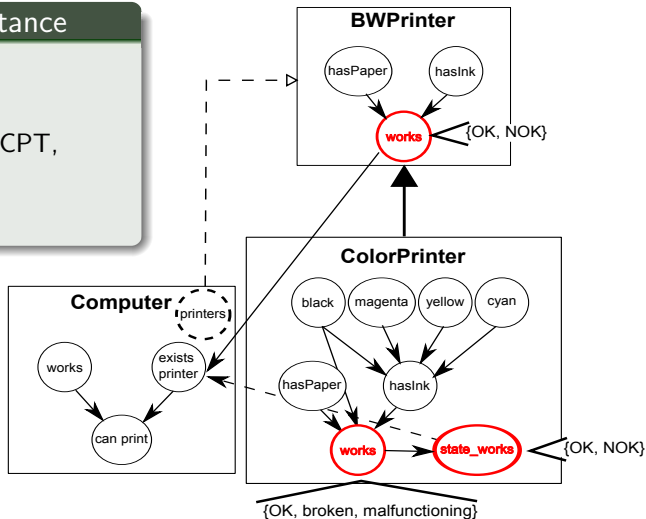 tance
CPT,
BWPrinter
hasPaper
hasInk
works
{OK, NOK}
ColorPrinter
black
magenta
yellow
cyan
hasPaper
hasInk
works
state_works
{OK, NOK}
{OK, broken, malfunctioning}
Computer
printers
works
exists
printer
can print